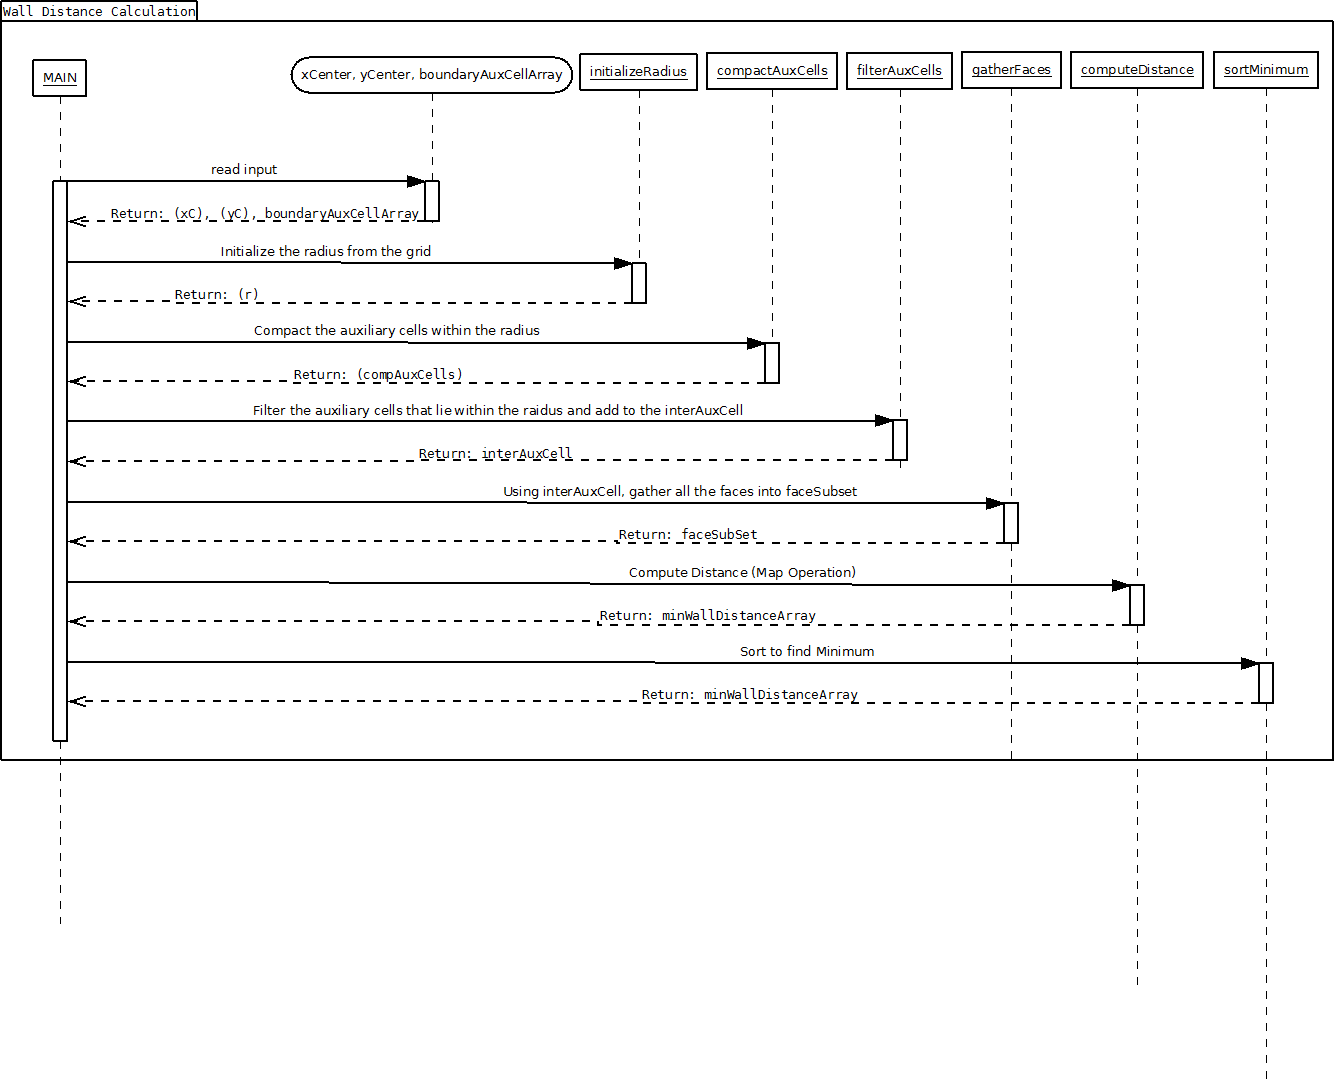 Wall Distance Calculation
MAIN
xCenter, yCenter, boundaryAuxCellArray
initializeRadius
compactAuxCells
filterAuxCells
gatherFaces
computeDistance
sortMinimum
read input
Return: (xC), (yC), boundaryAuxCellArray
Initialize the radius from the grid
Return: (r)
Compact the auxiliary cells within the radius
Return: (compAuxCells)
Filter the auxiliary cells that lie within the raidus and add to the interAuxCell
Return: interAuxCell
Using interAuxCell, gather all the faces into faceSubset
Return: faceSubSet
Compute Distance (Map Operation)
Return: minWallDistanceArray
Sort to find Minimum
Return: minWallDistanceArray